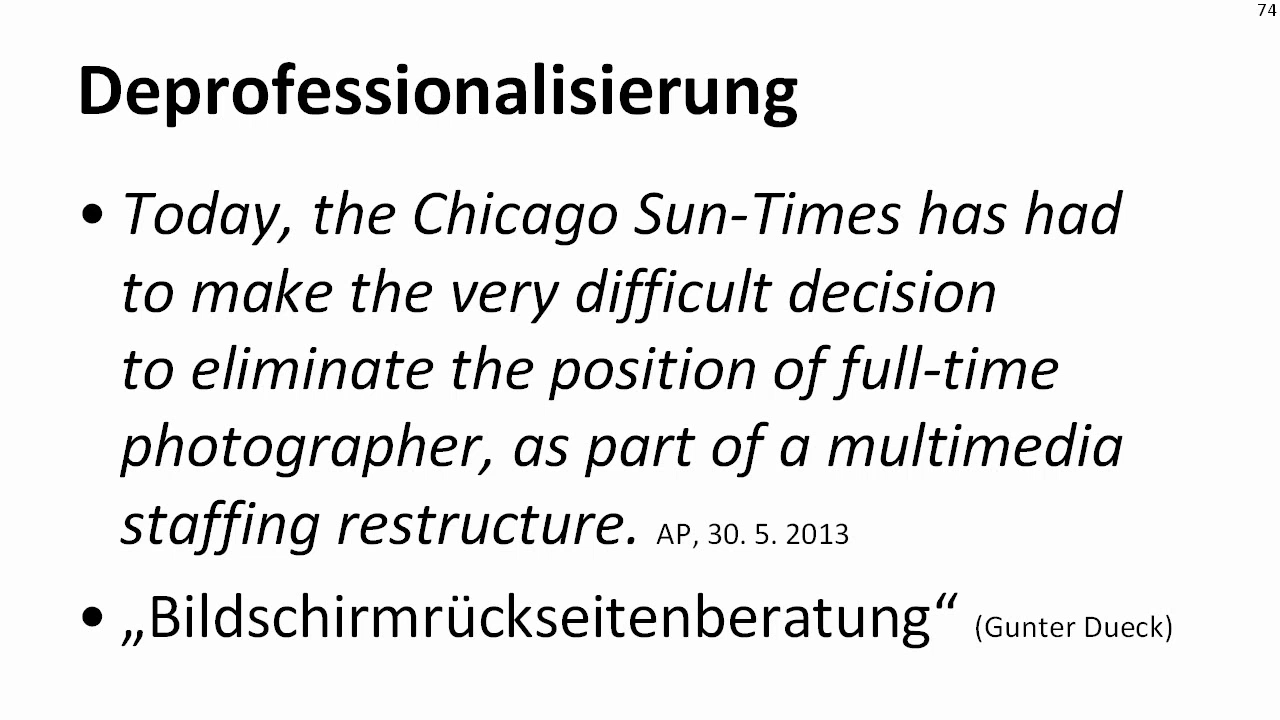 74
Deprofessionalisierung
• Today, the Chicago Sun-Times has had
to make the very difficult decision
to eliminate the position of full-time
photographer, as part of a multimedia
staffing restructure. AP, 30. 5. 2013
• „Bildschirmrückseitenberatung“ (Gunter Dueck)